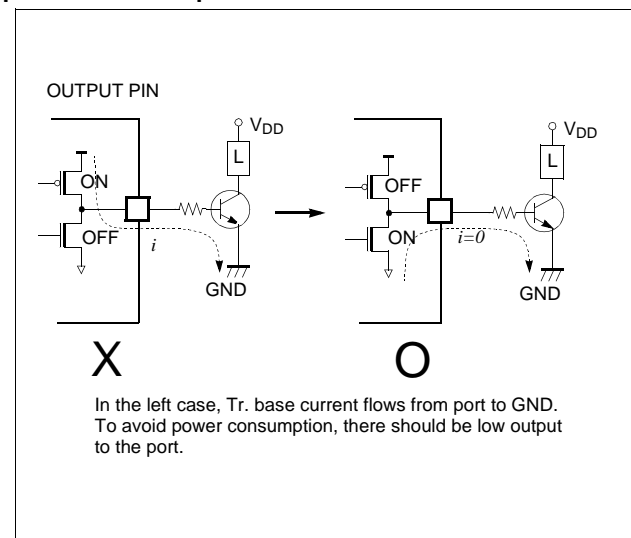 OUTPUT PIN
VDD
L
ON
OFF
i
GND
X
VDD
L
OFF
ON
i=0
GND
O
In the left case, Tr. base current flows from port to GND.
To avoid power consumption, there should be low output
to the port.